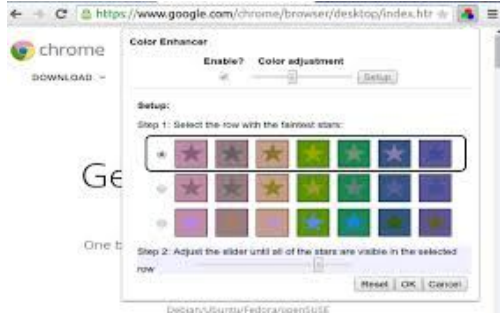 https://www.google.com/chrome/browser/desktop/index.htr
chrome
DOWNLOAD
Color Enhancer
Enable? Color adjustment
Setup
Setup:
Step 1: Select the row with the faintest stars:
Ge
One b
Step 2: Adjust the slider until all of the stars are visible in the selected
row
Reset OK Cancel
Debian/Ubuntu/Fedora/openSUSE